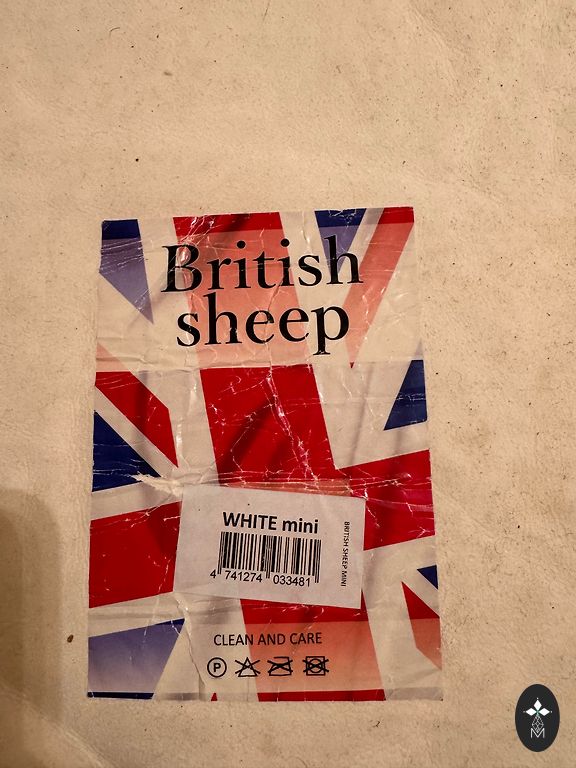 British
sheep
WHITE mini
BRITISH SHEEP MINI
4 741274 033481
CLEAN AND CARE
P
M